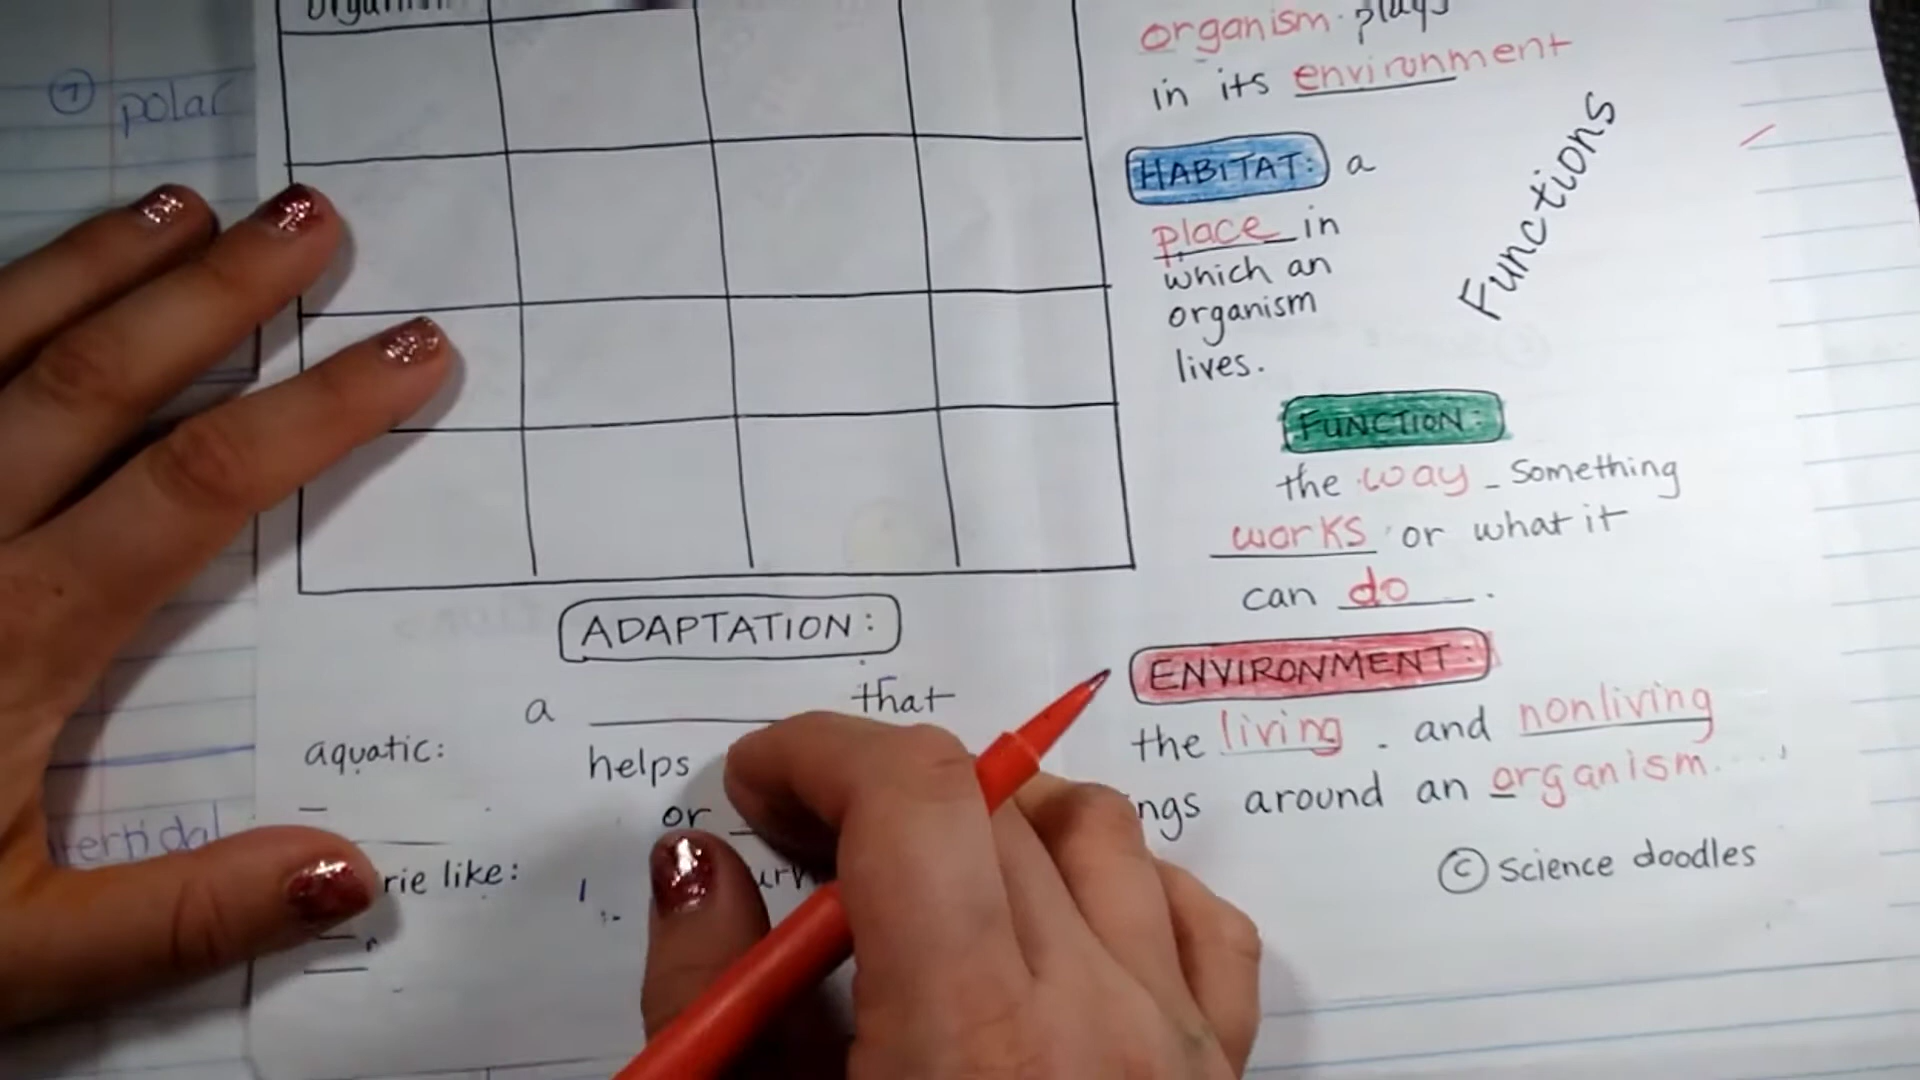 organism plays
in its environment
7 polar
HABITAT: a
place in
which an
organism
lives.
Functions
FUNCTION:
the way something
works or what it
can do.
ADAPTATION:
a ______ that
helps
or
aquatic:
rie like:
ENVIRONMENT:
the living and nonliving
ngs around an organism
© Science doodles